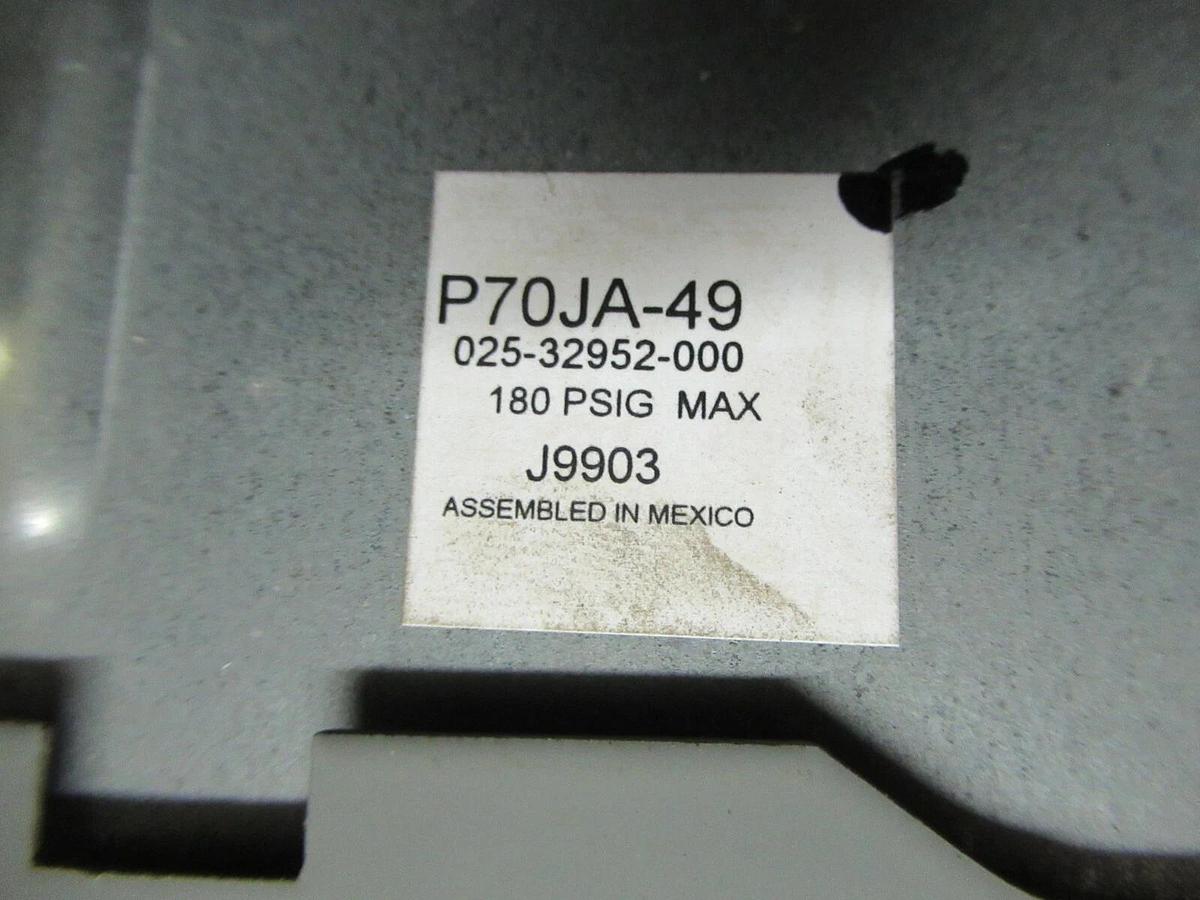 P70JA-49
025-32952-000
180 PSIG MAX
J9903
ASSEMBLED IN MEXICO